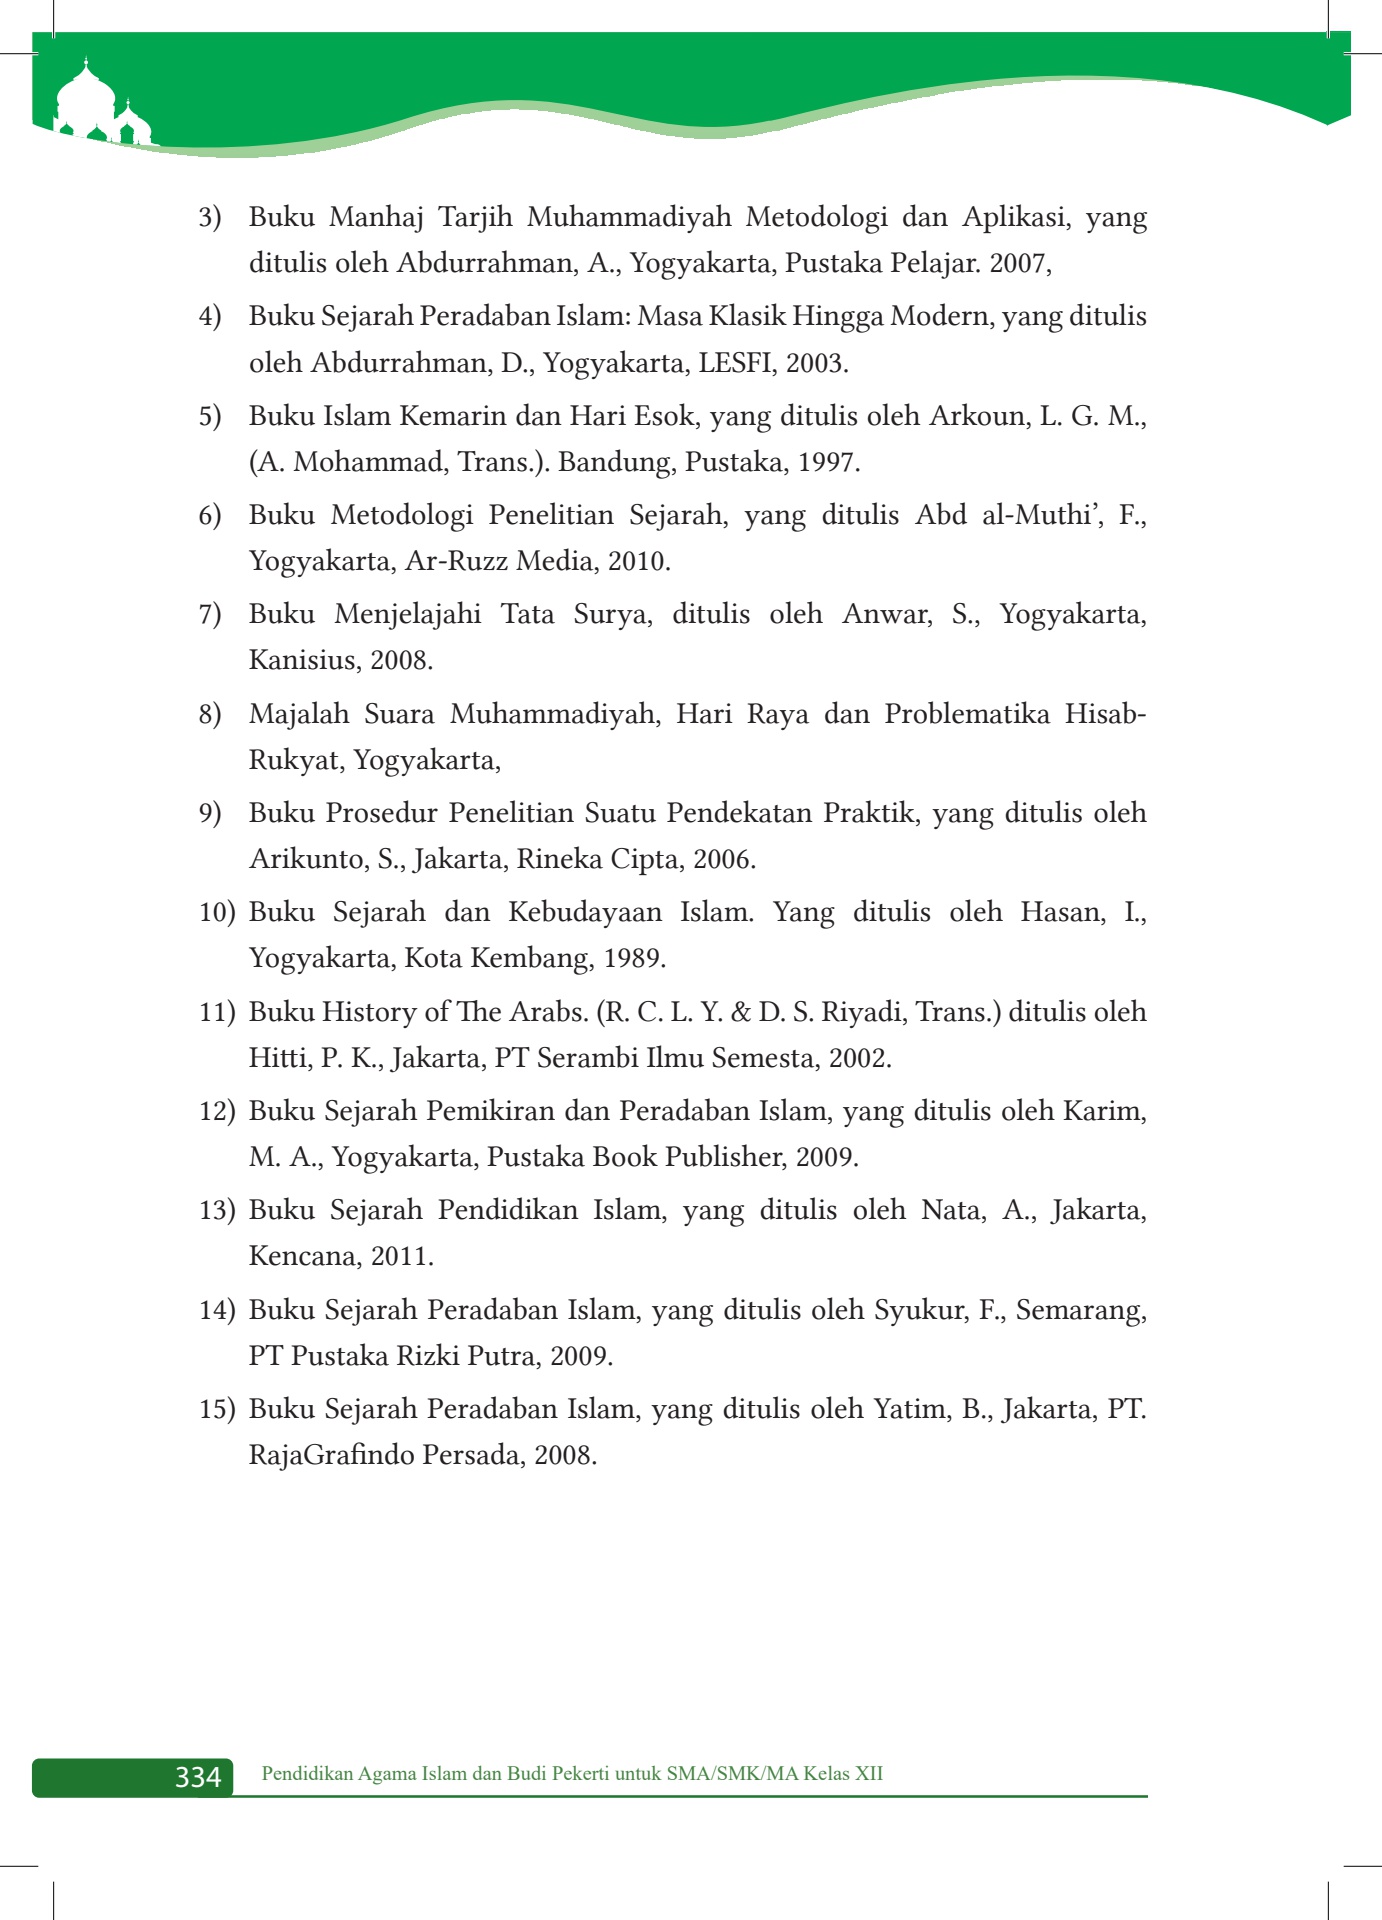 3) Buku Manhaj Tarjih Muhammadiyah Metodologi dan Aplikasi, yang
ditulis oleh Abdurrahman, A., Yogyakarta, Pustaka Pelajar. 2007,
4) Buku Sejarah Peradaban Islam: Masa Klasik Hingga Modern, yang ditulis
oleh Abdurrahman, D., Yogyakarta, LESFI, 2003.
5) Buku Islam Kemarin dan Hari Esok, yang ditulis oleh Arkoun, L. G. M.,
(A. Mohammad, Trans.). Bandung, Pustaka, 1997.
6) Buku Metodologi Penelitian Sejarah, yang ditulis Abd al-Muthi’, F.,
Yogyakarta, Ar-Ruzz Media, 2010.
7) Buku Menjelajahi Tata Surya, ditulis oleh Anwar, S., Yogyakarta,
Kanisius, 2008.
8) Majalah Suara Muhammadiyah, Hari Raya dan Problematika Hisab-
Rukyat, Yogyakarta,
9) Buku Prosedur Penelitian Suatu Pendekatan Praktik, yang ditulis oleh
Arikunto, S., Jakarta, Rineka Cipta, 2006.
10) Buku Sejarah dan Kebudayaan Islam. Yang ditulis oleh Hasan, I.,
Yogyakarta, Kota Kembang, 1989.
11) Buku History of The Arabs. (R. C. L. Y. & D. S. Riyadi, Trans.) ditulis oleh
Hitti, P. K., Jakarta, PT Serambi Ilmu Semesta, 2002.
12) Buku Sejarah Pemikiran dan Peradaban Islam, yang ditulis oleh Karim,
M. A., Yogyakarta, Pustaka Book Publisher, 2009.
13) Buku Sejarah Pendidikan Islam, yang ditulis oleh Nata, A., Jakarta,
Kencana, 2011.
14) Buku Sejarah Peradaban Islam, yang ditulis oleh Syukur, F., Semarang,
PT Pustaka Rizki Putra, 2009.
15) Buku Sejarah Peradaban Islam, yang ditulis oleh Yatim, B., Jakarta, PT.
RajaGrafindo Persada, 2008.
334 Pendidikan Agama Islam dan Budi Pekerti untuk SMA/SMK/MA Kelas XII